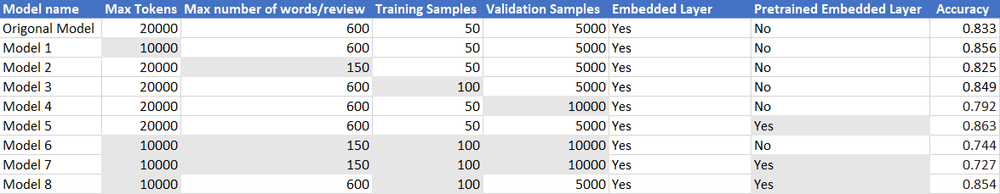 Model name Max Tokens Max number of words/review Training Samples Validation Samples Embedded Layer Pretrained Embedded Layer Accuracy
Origonal Model 20000 600 50 5000 Yes No 0.833
Model 1 10000 600 50 5000 Yes No 0.856
Model 2 20000 150 50 5000 Yes No 0.825
Model 3 20000 600 100 5000 Yes No 0.849
Model 4 20000 600 50 10000 Yes No 0.792
Model 5 20000 600 50 5000 Yes Yes 0.863
Model 6 10000 150 100 10000 Yes No 0.744
Model 7 10000 150 100 10000 Yes Yes 0.727
Model 8 10000 600 100 5000 Yes Yes 0.854